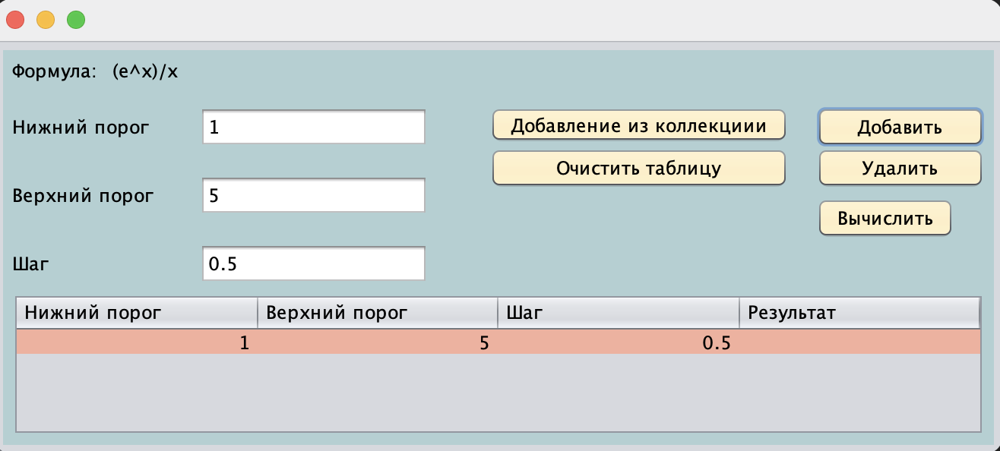 Формула: (e^x)/x
Нижний порог 1
Добавление из коллекциии Добавить
Очистить таблицу Удалить
Верхний порог 5
Вычислить
Шаг 0.5
Нижний порог Верхний порог Шаг Результат
1 5 0.5